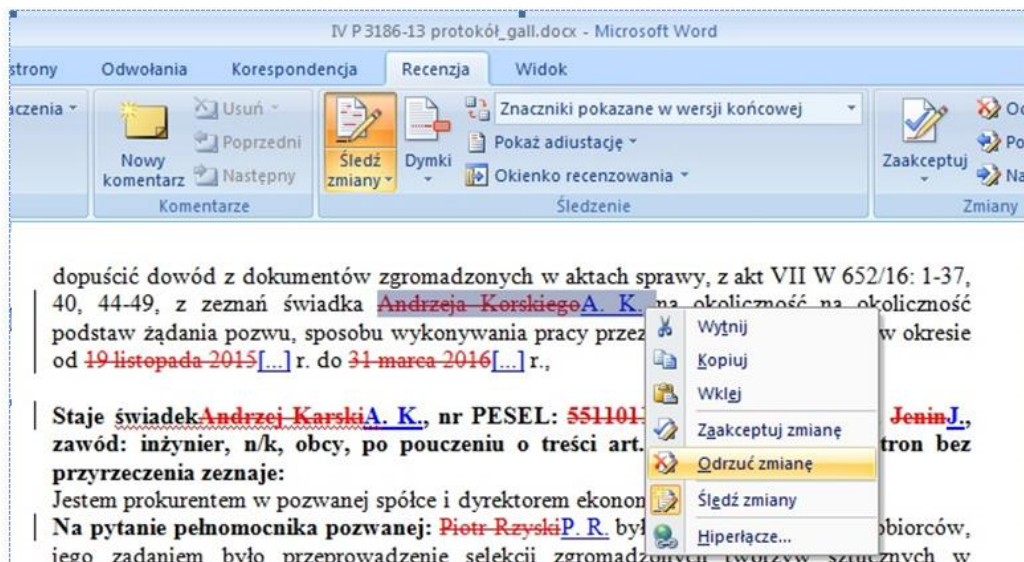 IV P 3186-13 protokół_gall.docx - Microsoft Word
strony Odwołania Korespondencja Recenzja Widok
Nowy komentarz
Usuń
Poprzedni
Następny
Komentarze
Śledź zmiany
Dymki
Znaczniki pokazane w wersji końcowej
Pokaż adiustację
Okienko recenzowania
Śledzenie
Zaakceptuj
Zmiany
dopuścić dowód z dokumentów zgromadzonych w aktach sprawy, z akt VII W 652/16: 1-37,
40, 44-49, z zeznań świadka Andrzeja KorskiegoA. K. na okoliczność na okoliczność
podstaw żądania pozwu, sposobu wykonywania pracy przez w okresie
od 19 listopada 2015[...] r. do 31 marca 2016[...] r.,
Staje świadekAndrzej KarskiA. K., nr PESEL: 551101 JeninJ.,
zawód: inżynier, n/k, obcy, po pouczeniu o treści art. tron bez
przyrzeczenia zeznaje:
Jestem prokurentem w pozwanej spółce i dyrektorem ekonom
Na pytanie pełnomocnika pozwanej: Piotr RzyskiP. R. był obiorców,
jego zadaniem było przeprowadzenie selekcji zgromadzonych tworzyw sztucznych w
Wytnij
Kopiuj
Wklej
Zaakceptuj zmianę
Odrzuć zmianę
Śledź zmiany
Hiperłącze...